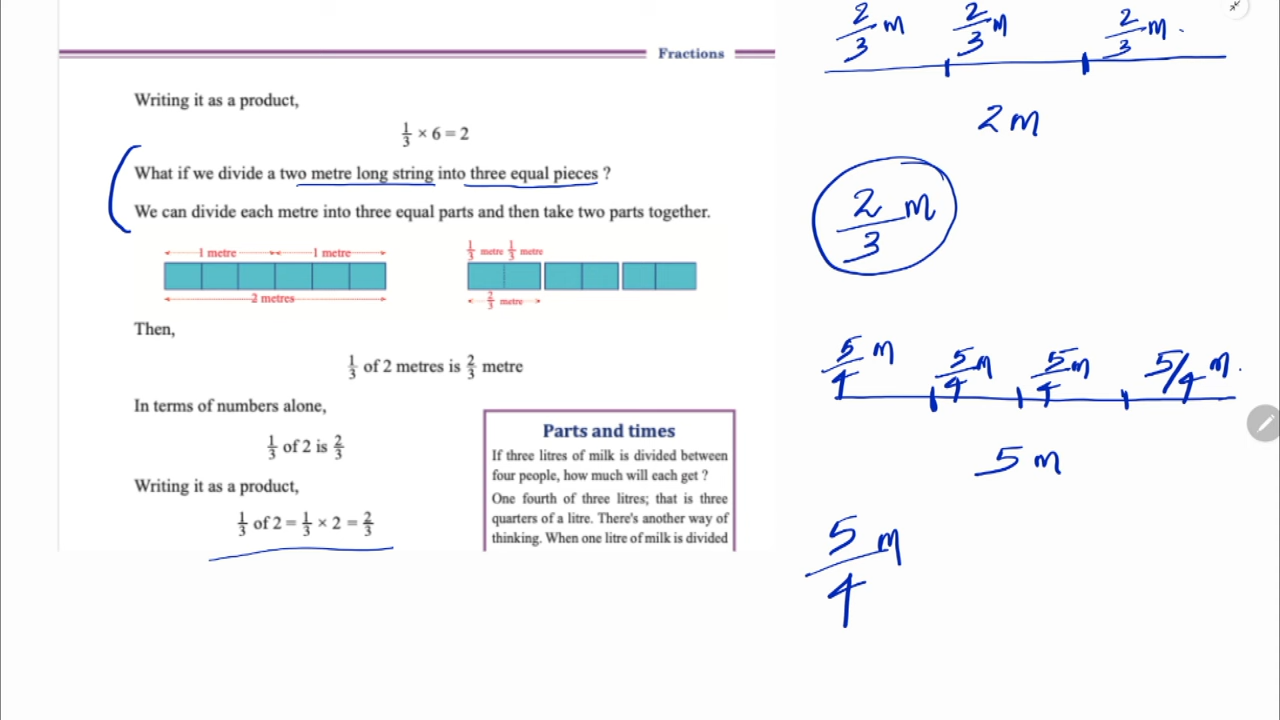 Fractions
Writing it as a product,
1/3 × 6 = 2
What if we divide a two metre long string into three equal pieces ?
We can divide each metre into three equal parts and then take two parts together.
1 metre 1 metre
2 metres
1/3 metre 1/3 metre
2/3 metre
Then,
1/3 of 2 metres is 2/3 metre
In terms of numbers alone,
1/3 of 2 is 2/3
Writing it as a product,
1/3 of 2 = 1/3 × 2 = 2/3
Parts and times
If three litres of milk is divided between
four people, how much will each get ?
One fourth of three litres; that is three
quarters of a litre. There's another way of
thinking. When one litre of milk is divided
2/3 m 2/3 m 2/3 m.
2 m
2/3 m
5/4 m 5/4 m 5/4 m 5/4 m.
5 m
5/4 m